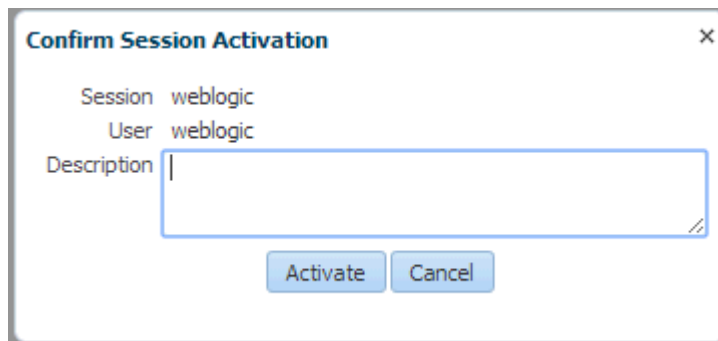 Confirm Session Activation
Session weblogic
User weblogic
Description
Activate Cancel